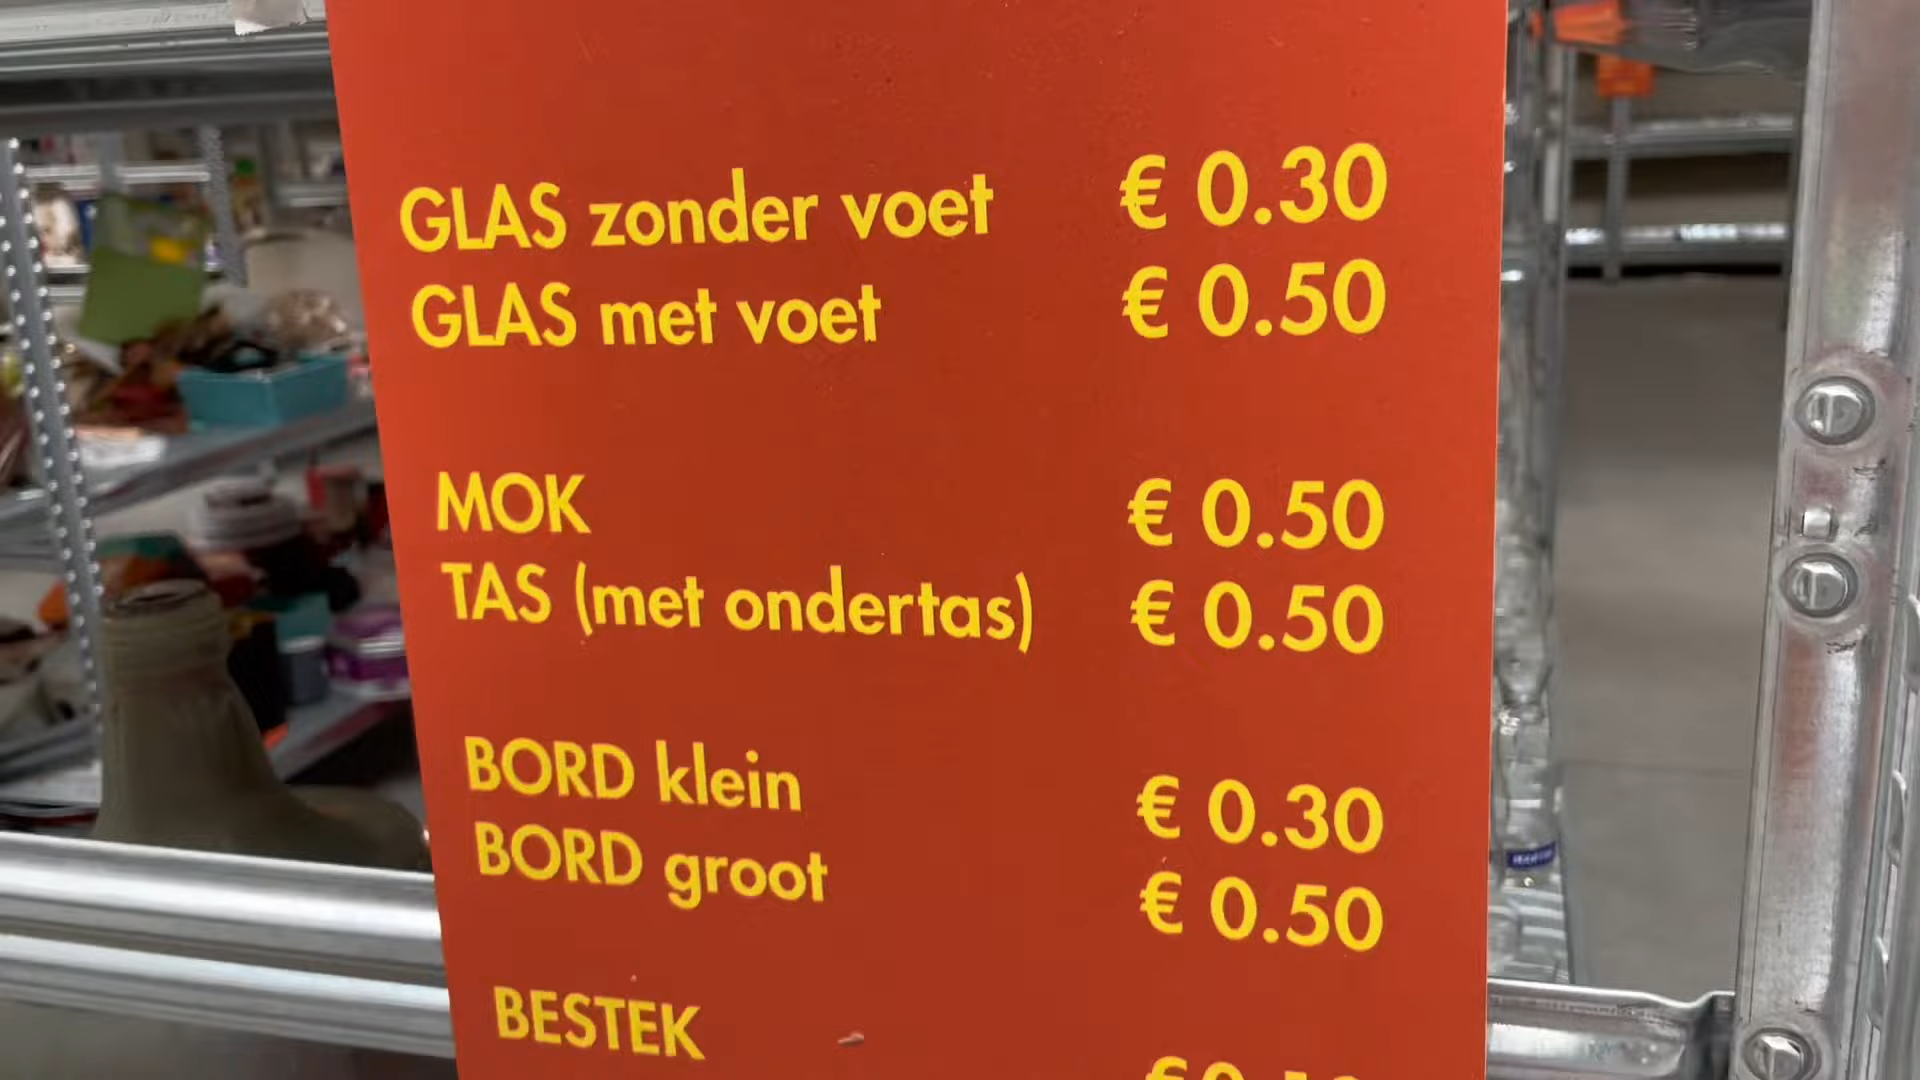 GLAS zonder voet € 0.30
GLAS met voet € 0.50
MOK € 0.50
TAS (met ondertas) € 0.50
BORD klein € 0.30
BORD groot € 0.50
BESTEK